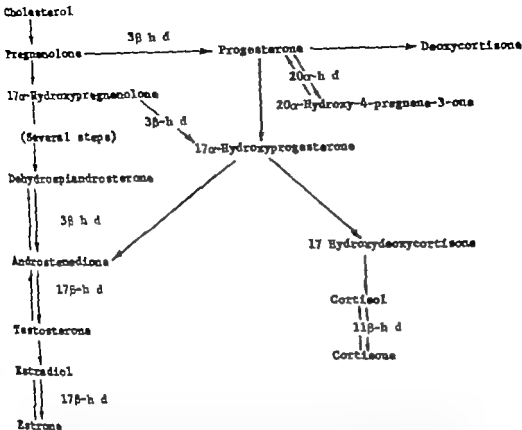 Cholesterol
3β h d
Pregnenolone
Progesterone
Deoxycortisone
20α-h d
17α-Hydroxypregnenolone
20α-Hydroxy-4-pregnene-3-one
3β-h d
(Several steps)
17α-Hydroxyprogesterone
Dehydroepiandrosterone
3β h d
17 Hydroxydeoxycortisone
Androstenedione
17β-h d
Cortisol
11β-h d
Testosterone
Cortisone
Estradiol
17β-h d
Estrone